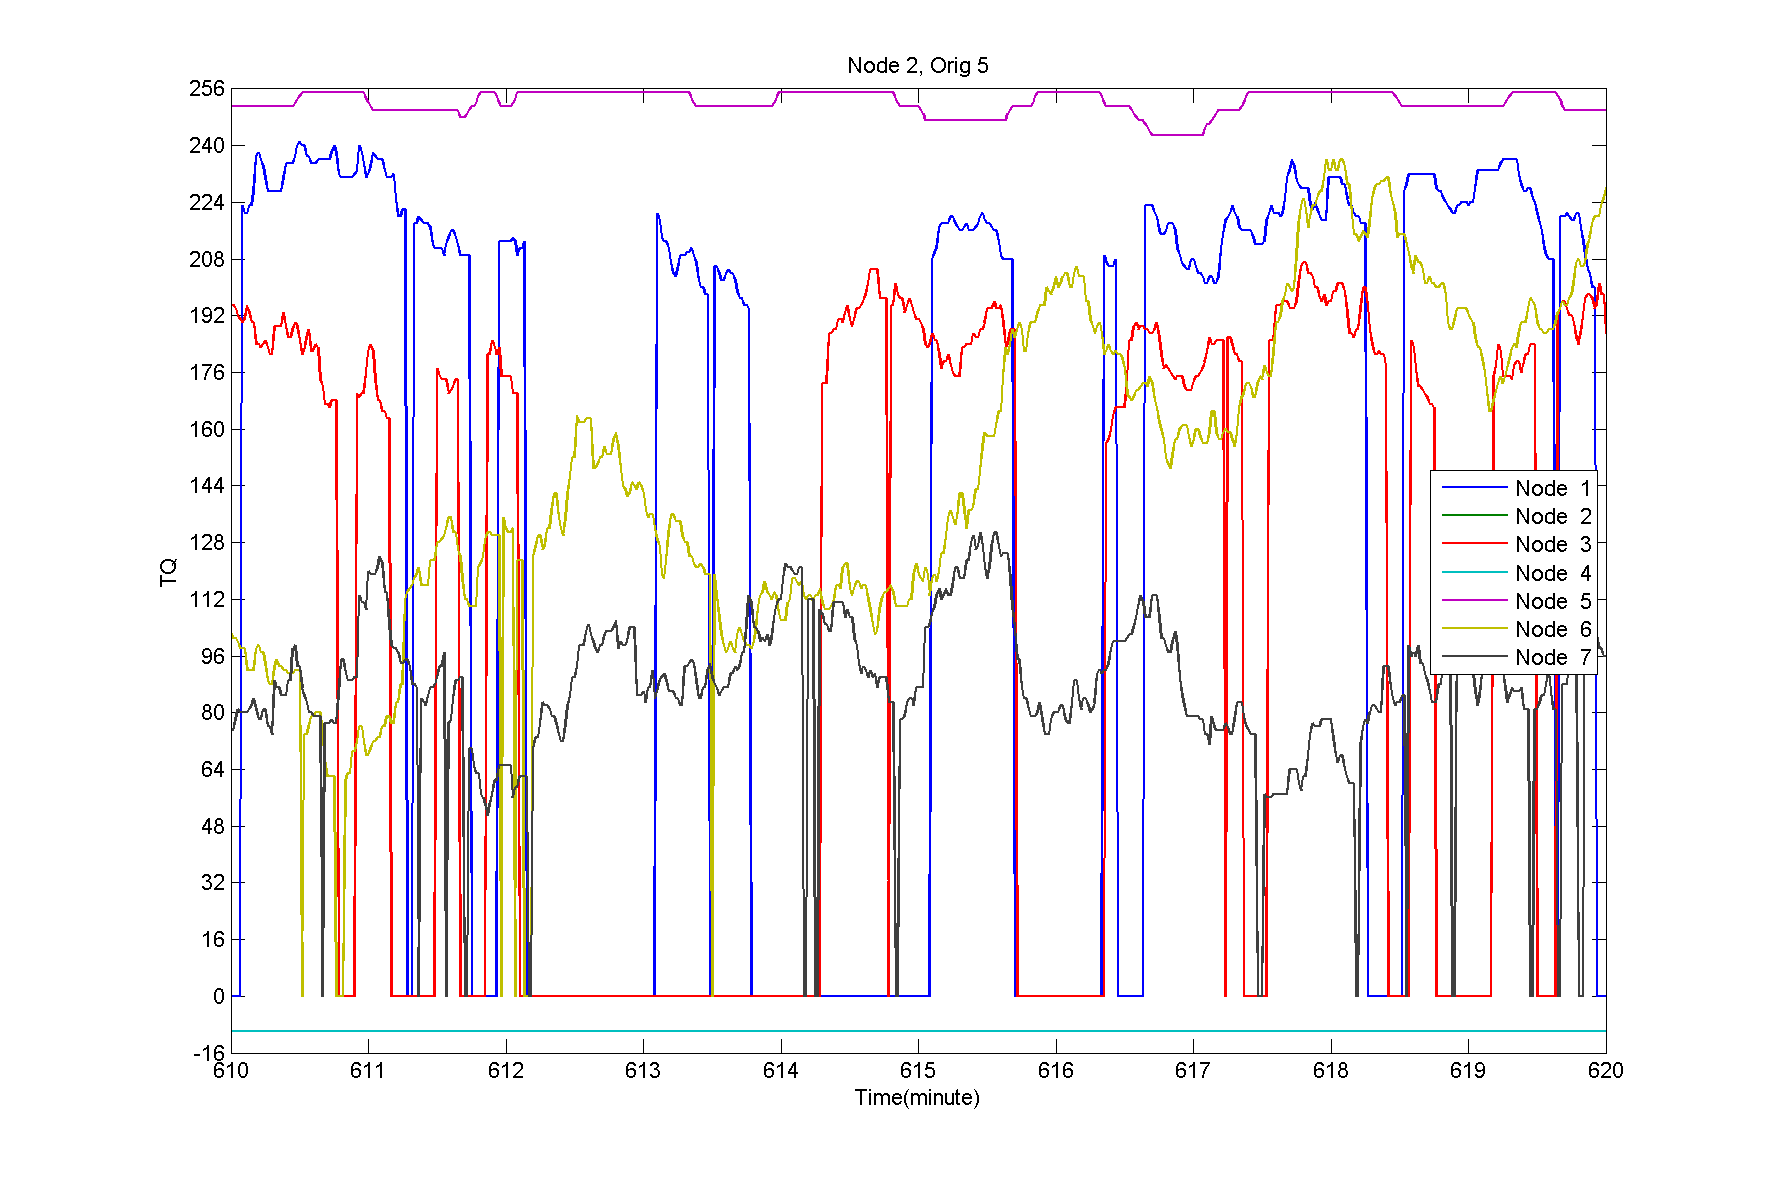 Node 2, Orig 5
256
240
224
208
192
176
160
144
128
112
96
80
64
48
32
16
0
-16
TQ
Node 1
Node 2
Node 3
Node 4
Node 5
Node 6
Node 7
610 611 612 613 614 615 616 617 618 619 620
Time(minute)